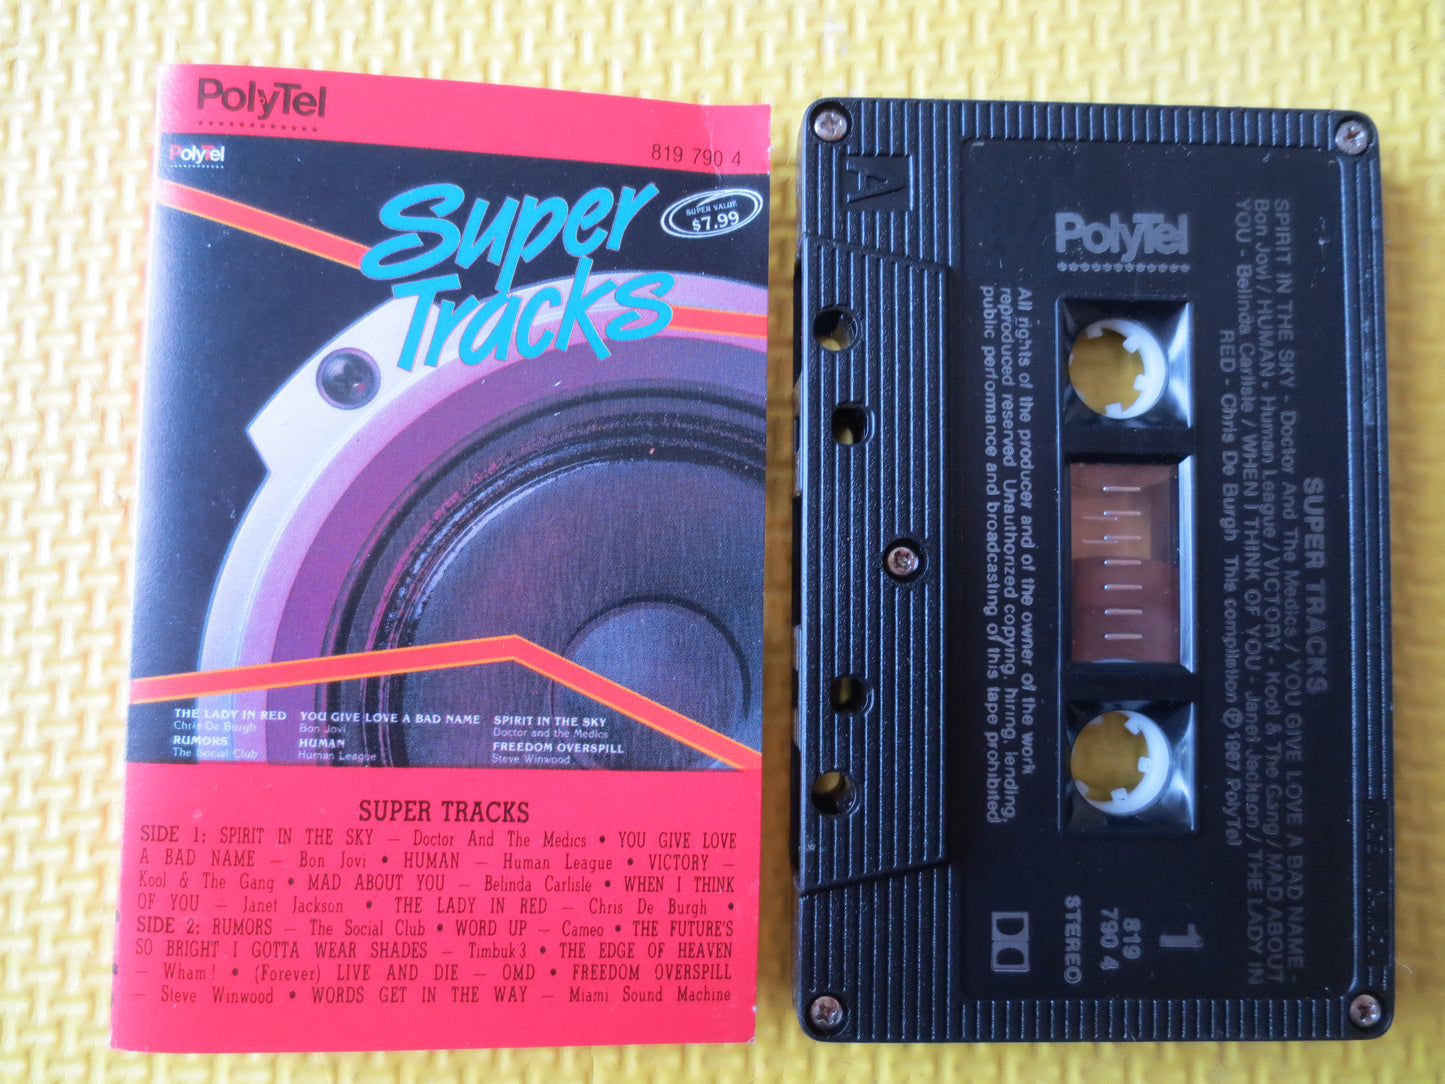 PolyTel
819 790 4
PolyTel
Super
Tracks
SUPER VALUE
$7.99
THE LADY IN RED
Chris De Burgh
RUMORS
The Social Club
YOU GIVE LOVE A BAD NAME
Bon Jovi
HUMAN
Human League
SPIRIT IN THE SKY
Doctor and the Medics
FREEDOM OVERSPILL
Steve Winwood
SUPER TRACKS
SIDE 1: SPIRIT IN THE SKY — Doctor And The Medics • YOU GIVE LOVE
A BAD NAME — Bon Jovi • HUMAN — Human League • VICTORY —
Kool & The Gang • MAD ABOUT YOU — Belinda Carlisle • WHEN I THINK
OF YOU — Janet Jackson • THE LADY IN RED — Chris De Burgh •
SIDE 2: RUMORS — The Social Club • WORD UP — Cameo • THE FUTURE'S
SO BRIGHT I GOTTA WEAR SHADES — Timbuk 3 • THE EDGE OF HEAVEN
— Wham! • (Forever) LIVE AND DIE — OMD • FREEDOM OVERSPILL
— Steve Winwood • WORDS GET IN THE WAY — Miami Sound Machine
A
PolyTel
SUPER TRACKS
SPIRIT IN THE SKY - Doctor And The Medics / YOU GIVE LOVE A BAD NAME -
Bon Jovi / HUMAN - Human League / VICTORY - Kool & The Gang / MAD ABOUT
YOU - Belinda Carlisle / WHEN I THINK OF YOU - Janet Jackson / THE LADY IN
RED - Chris De Burgh This compilation ℗ 1987 PolyTel
All rights of the producer and of the owner of the work
reproduced reserved Unauthorized copying, hiring, lending,
public performance and broadcasting of this tape prohibited
1
819
790 4
STEREO